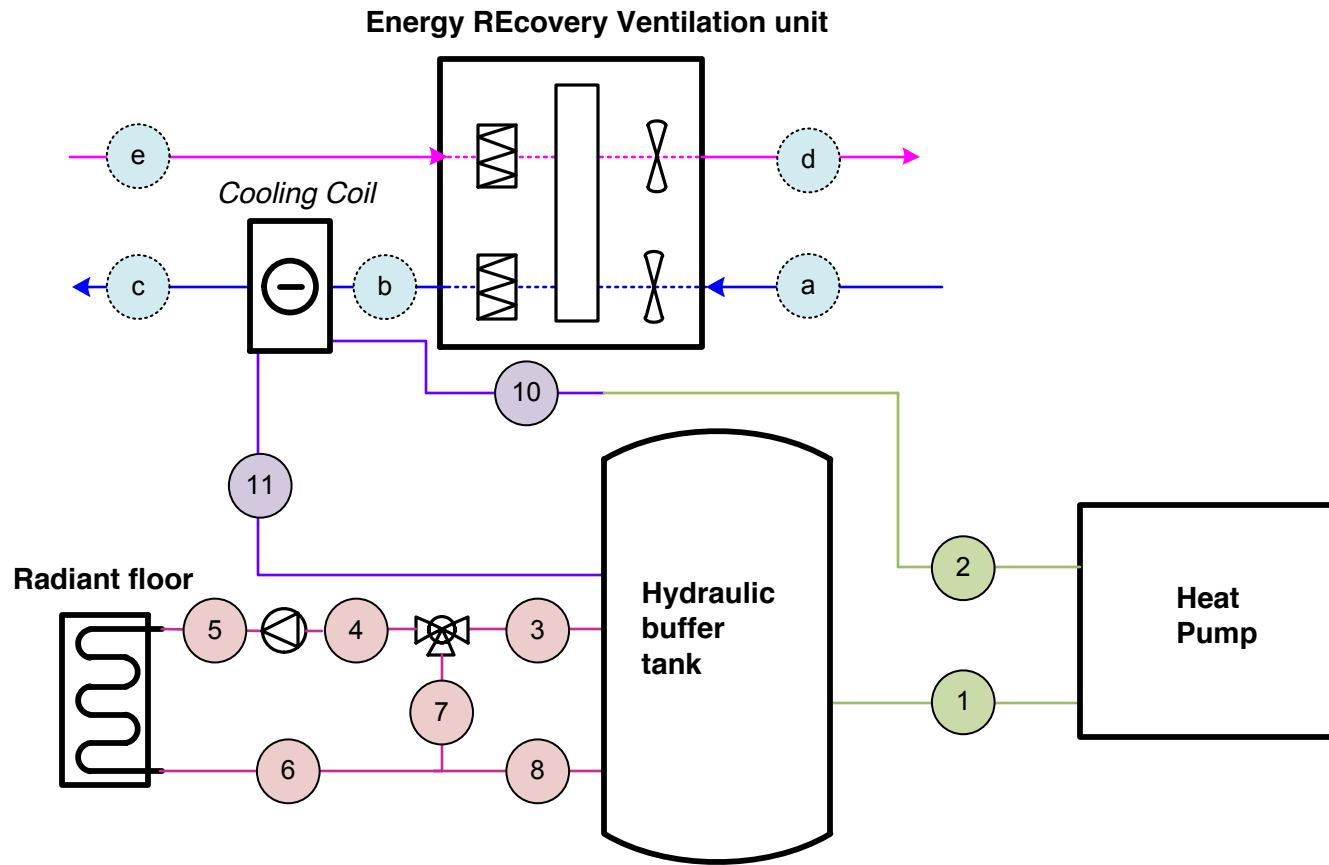 Energy REcovery Ventilation unit
e
d
Cooling Coil
c
b
a
10
11
2
Radiant floor
Hydraulic
buffer
tank
Heat
Pump
5
4
3
7
1
6
8